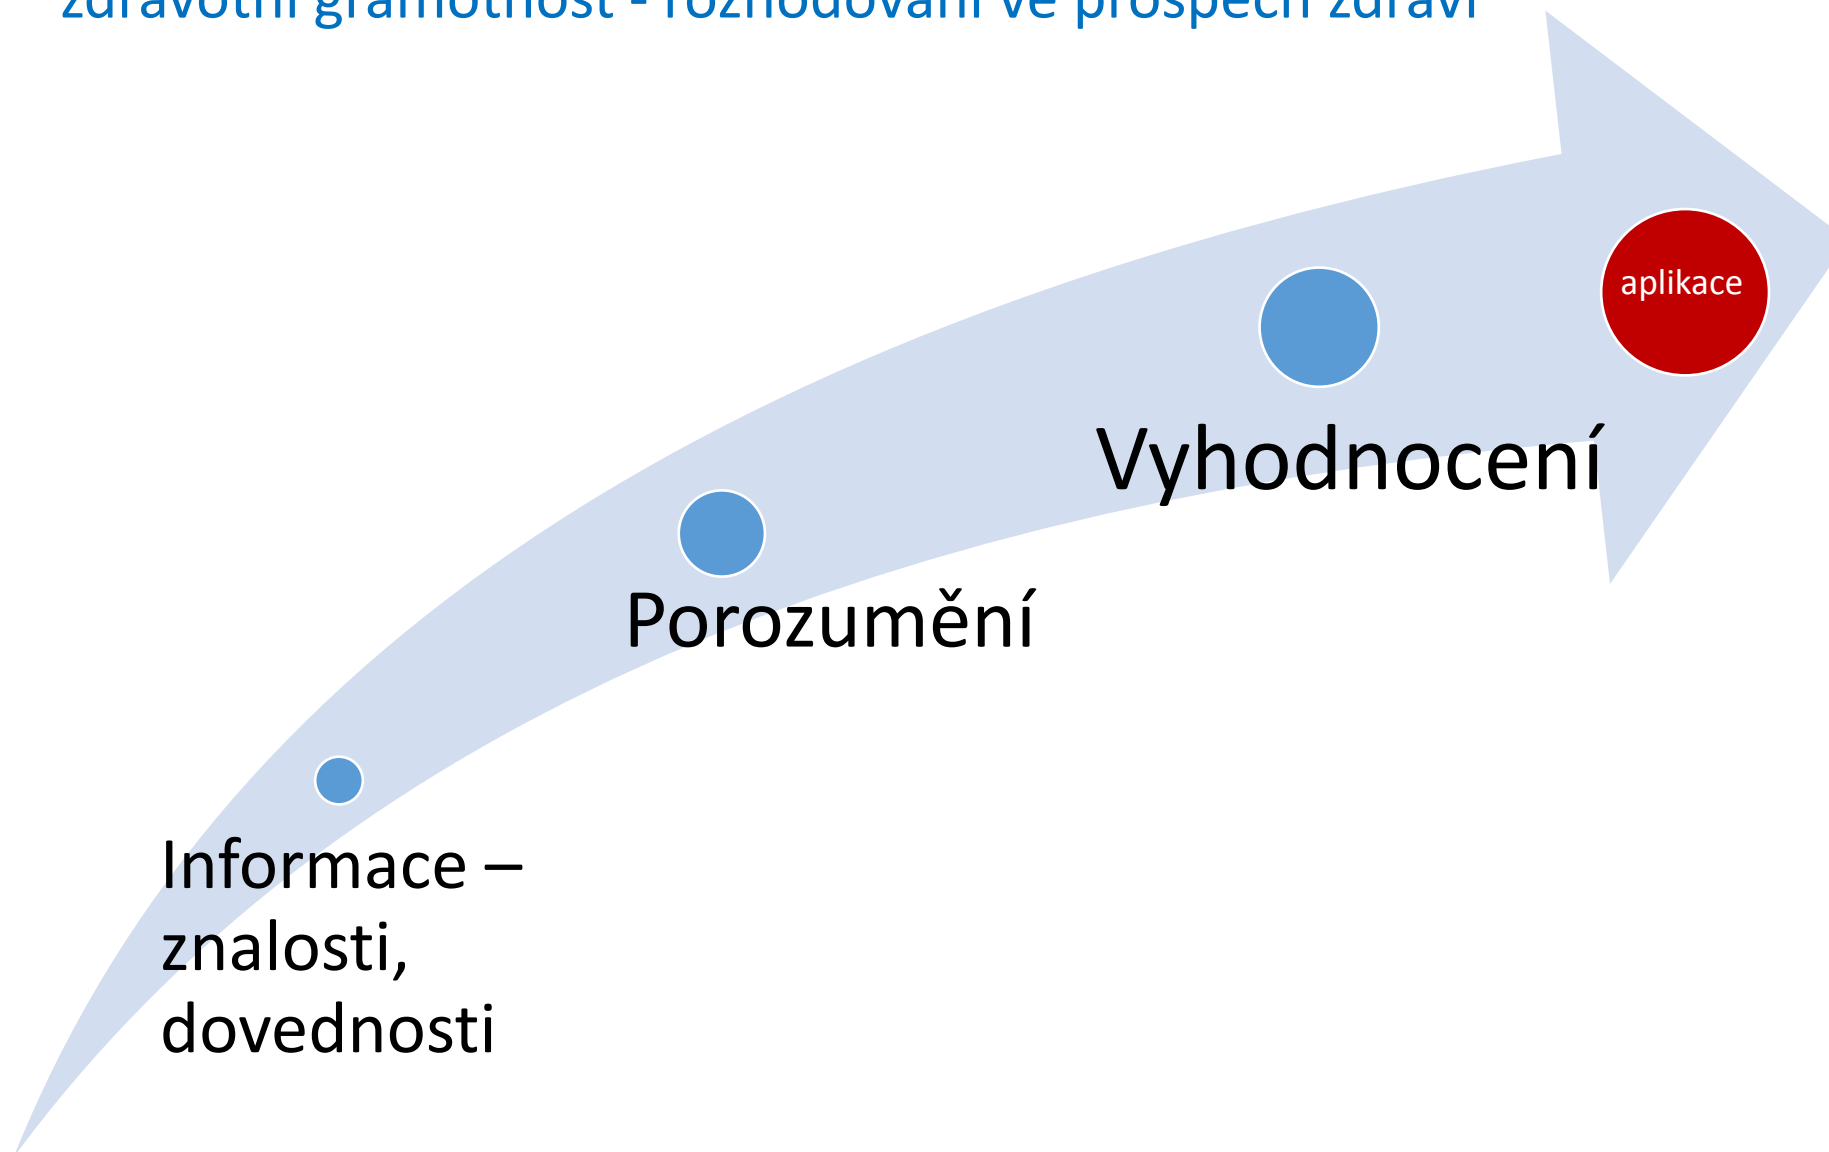 zdravotní gramotnost - rozhodování ve prospěch zdraví
aplikace
Vyhodnocení
Porozumění
Informace –
znalosti,
dovednosti